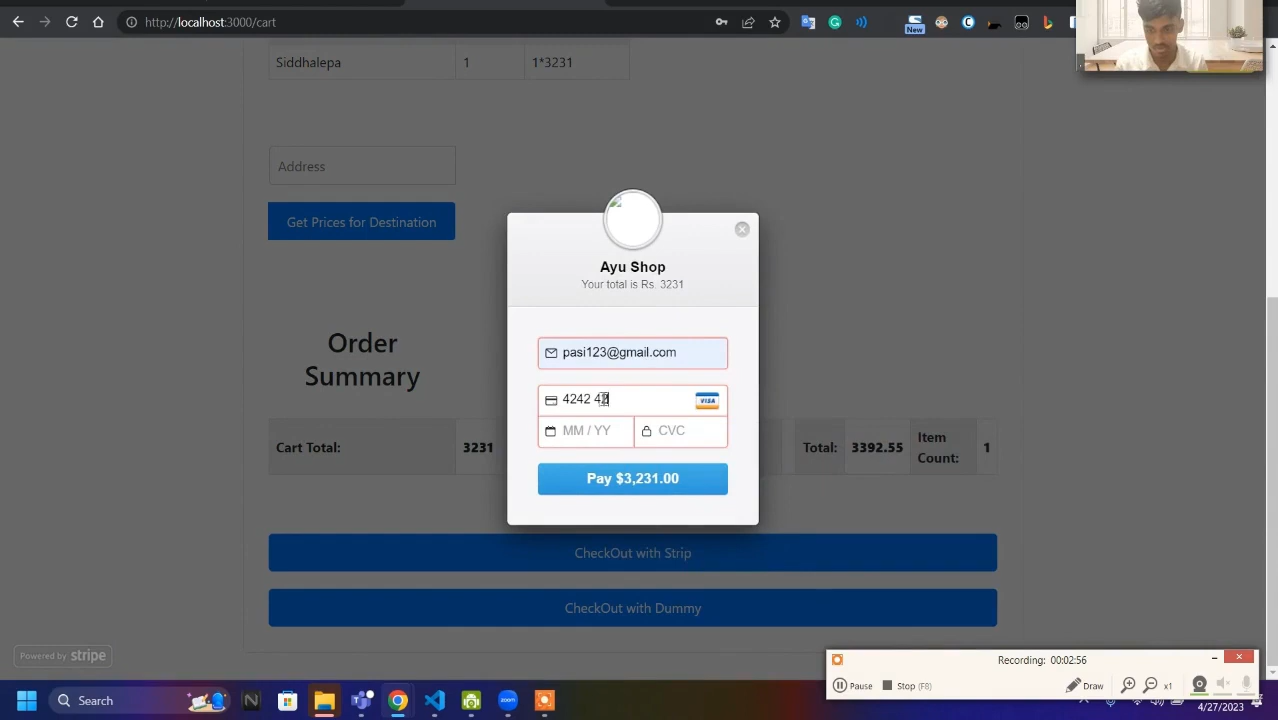 http://localhost:3000/cart
New
Siddhalepa 1 1*3231
Address
Get Prices for Destination
Ayu Shop
Your total is Rs. 3231
pasi123@gmail.com
4242 42
VISA
MM / YY CVC
Pay $3,231.00
Order
Summary
Cart Total: 3231 Total: 3392.55 Item
Count: 1
CheckOut with Strip
CheckOut with Dummy
Powered by stripe
Recording: 00:02:56
Pause Stop (F8) Draw x1
Search
zoom
4/27/2023